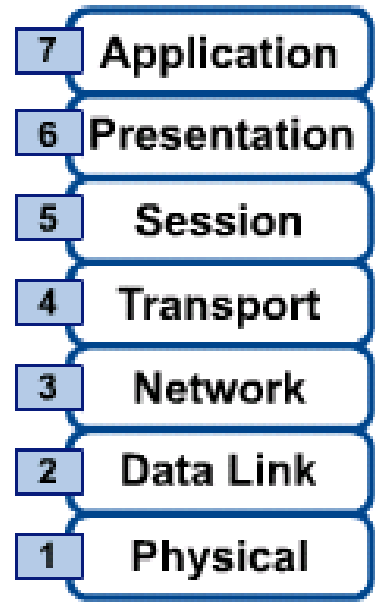 7 Application
6 Presentation
5 Session
4 Transport
3 Network
2 Data Link
1 Physical